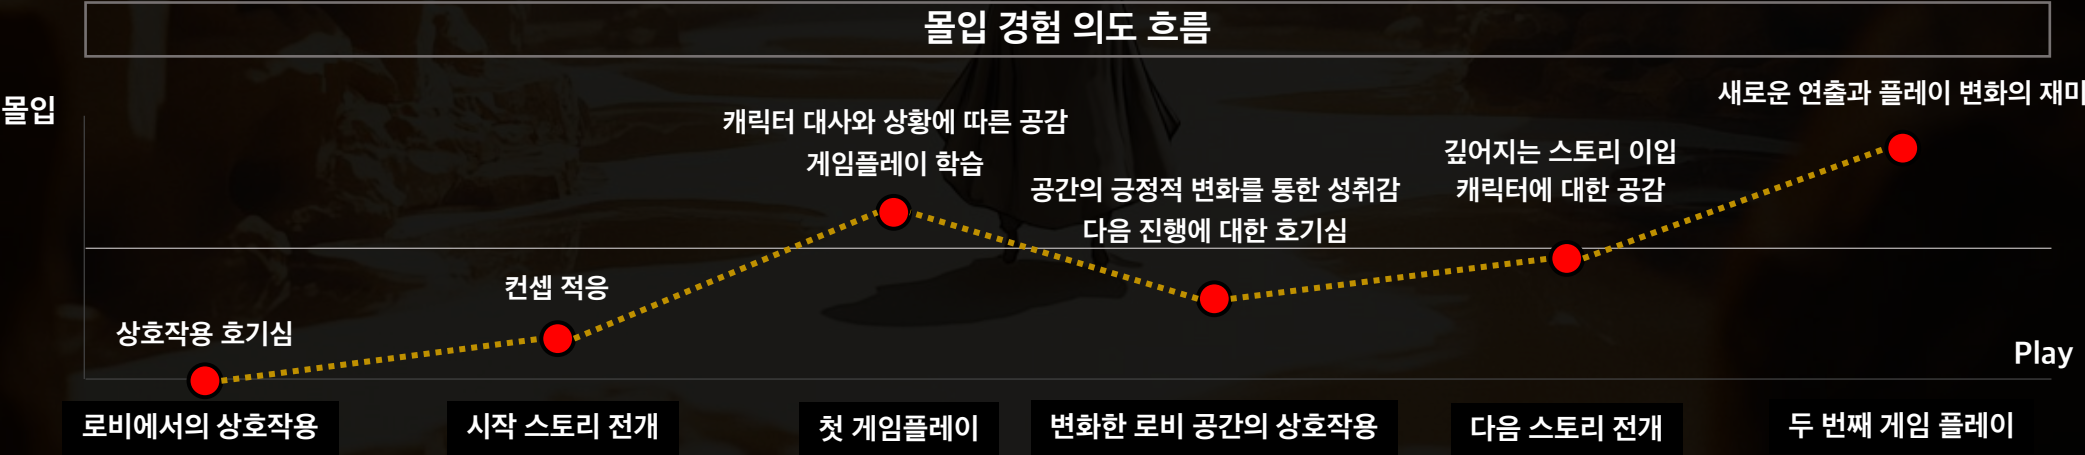 몰입 경험 의도 흐름
몰입
새로운 연출과 플레이 변화의 재미
캐릭터 대사와 상황에 따른 공감
게임플레이 학습
깊어지는 스토리 이입
캐릭터에 대한 공감
공간의 긍정적 변화를 통한 성취감
다음 진행에 대한 호기심
컨셉 적응
상호작용 호기심
Play
로비에서의 상호작용
시작 스토리 전개
첫 게임플레이
변화한 로비 공간의 상호작용
다음 스토리 전개
두 번째 게임 플레이